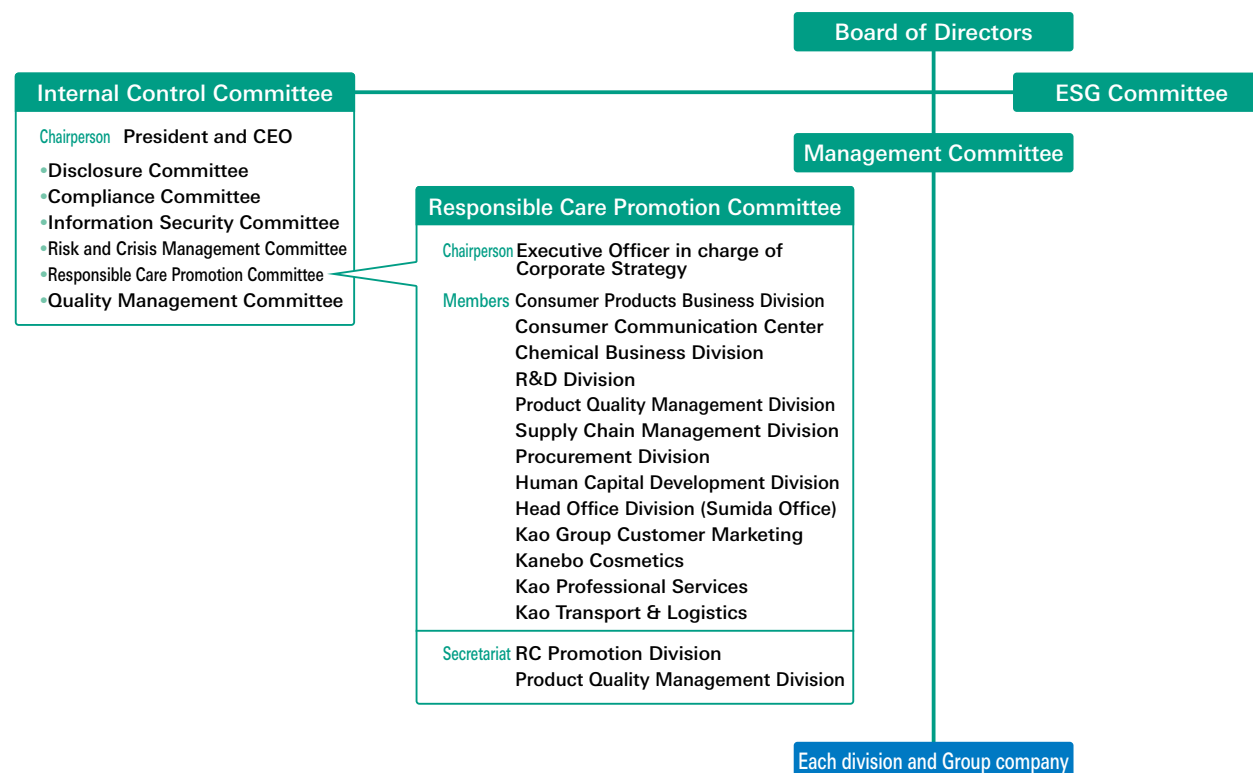 Board of Directors
Internal Control Committee
ESG Committee
Chairperson President and CEO
•Disclosure Committee
•Compliance Committee
•Information Security Committee
•Risk and Crisis Management Committee
•Responsible Care Promotion Committee
•Quality Management Committee
Management Committee
Responsible Care Promotion Committee
Chairperson Executive Officer in charge of
Corporate Strategy
Members Consumer Products Business Division
Consumer Communication Center
Chemical Business Division
R&D Division
Product Quality Management Division
Supply Chain Management Division
Procurement Division
Human Capital Development Division
Head Office Division (Sumida Office)
Kao Group Customer Marketing
Kanebo Cosmetics
Kao Professional Services
Kao Transport & Logistics
Secretariat RC Promotion Division
Product Quality Management Division
Each division and Group company